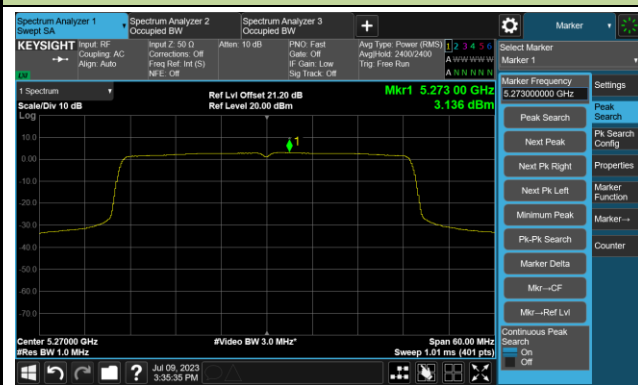 Spectrum Analyzer 1
Swept SA
Spectrum Analyzer 2
Occupied BW
Spectrum Analyzer 3
Occupied BW
Marker
KEYSIGHT
Input: RF
Coupling: AC
Align: Auto
Input Z: 50 Ω
Corrections: Off
Freq Ref: Int (S)
NFE: Off
Atten: 10 dB
PNO: Fast
Gate: Off
IF Gain: Low
Sig Track: Off
Avg Type: Power (RMS)
Avg|Hold: 2400/2400
Trig: Free Run
1 2 3 4 5 6
A W W W W W
A N N N N N
Select Marker
Marker 1
1 Spectrum
Scale/Div 10 dB
Log
Ref Lvl Offset 21.20 dB
Ref Level 20.00 dBm
Mkr1 5.273 00 GHz
3.136 dBm
1
10.0
0.00
-10.0
-20.0
-30.0
-40.0
-50.0
-60.0
-70.0
Center 5.27000 GHz
#Res BW 1.0 MHz
#Video BW 3.0 MHz*
Span 60.00 MHz
Sweep 1.01 ms (401 pts)
Marker Frequency
5.273000000 GHz
Peak Search
Next Peak
Next Pk Right
Next Pk Left
Minimum Peak
Pk-Pk Search
Marker Delta
Mkr→CF
Mkr→Ref Lvl
Continuous Peak
Search
On
Off
Settings
Peak
Search
Pk Search
Config
Properties
Marker
Function
Marker→
Counter
Jul 09, 2023
3:35:35 PM